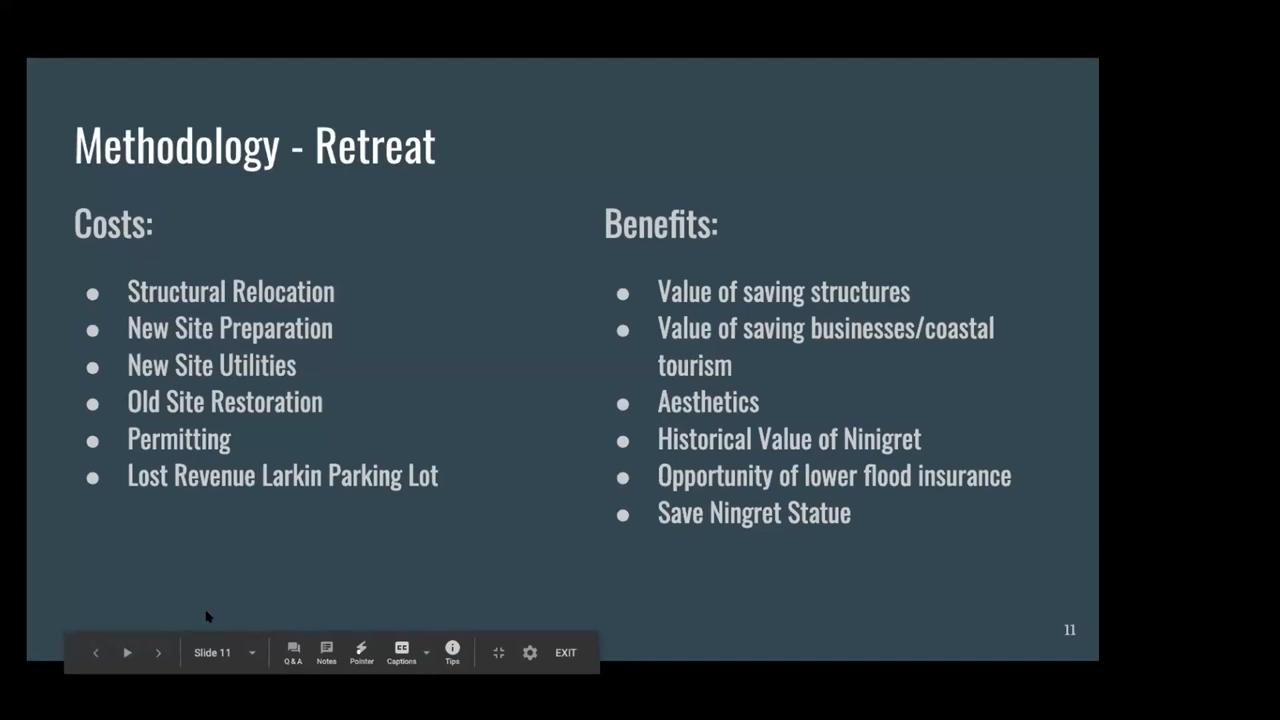 Methodology - Retreat
Costs:
● Structural Relocation
● New Site Preparation
● New Site Utilities
● Old Site Restoration
● Permitting
● Lost Revenue Larkin Parking Lot
Benefits:
● Value of saving structures
● Value of saving businesses/coastal
tourism
● Aesthetics
● Historical Value of Ninigret
● Opportunity of lower flood insurance
● Save Ningret Statue
11
Slide 11
Q & A
Notes
Pointer
CC
Captions
Tips
EXIT